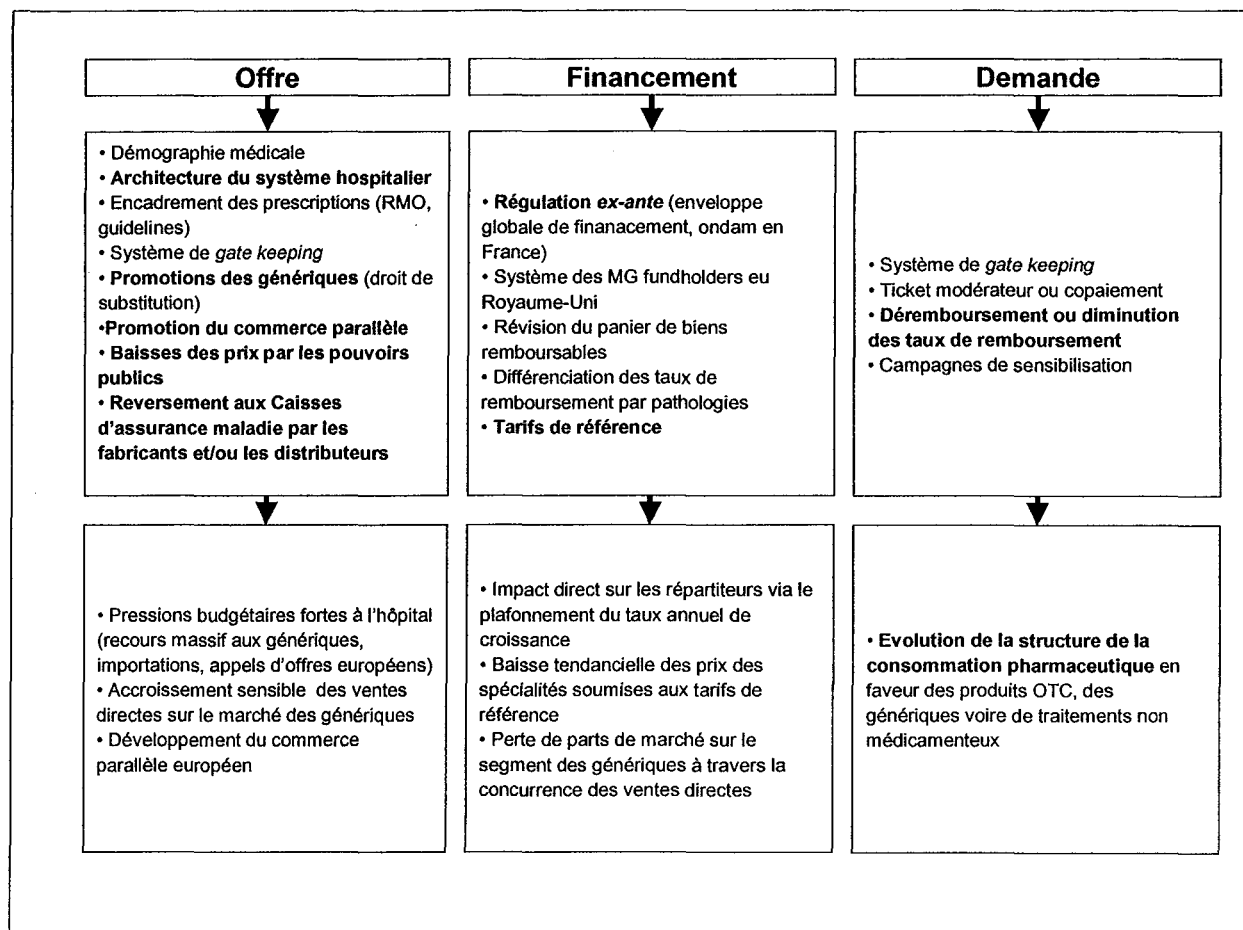 Offre
• Démographie médicale
• Architecture du système hospitalier
• Encadrement des prescriptions (RMO,
guidelines)
• Système de gate keeping
• Promotions des génériques (droit de
substitution)
•Promotion du commerce parallèle
• Baisses des prix par les pouvoirs
publics
• Reversement aux Caisses
d'assurance maladie par les
fabricants et/ou les distributeurs
• Pressions budgétaires fortes à l'hôpital
(recours massif aux génériques,
importations, appels d'offres européens)
• Accroissement sensible des ventes
directes sur le marché des génériques
• Développement du commerce
parallèle européen
Financement
• Régulation ex-ante (enveloppe
globale de finanacement, ondam en
France)
• Système des MG fundholders eu
Royaume-Uni
• Révision du panier de biens
remboursables
• Différenciation des taux de
remboursement par pathologies
• Tarifs de référence
• Impact direct sur les répartiteurs via le
plafonnement du taux annuel de
croissance
• Baisse tendancielle des prix des
spécialités soumises aux tarifs de
référence
• Perte de parts de marché sur le
segment des génériques à travers la
concurrence des ventes directes
Demande
• Système de gate keeping
• Ticket modérateur ou copaiement
• Déremboursement ou diminution
des taux de remboursement
• Campagnes de sensibilisation
• Evolution de la structure de la
consommation pharmaceutique en
faveur des produits OTC, des
génériques voire de traitements non
médicamenteux